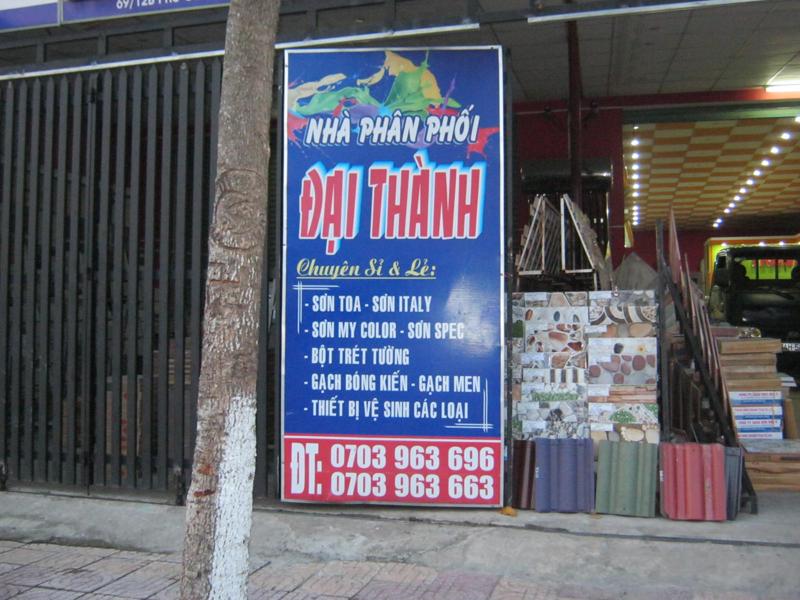 69/12B
NHÀ PHÂN PHỐI
ĐẠI THÀNH
Chuyên Sỉ & Lẻ:
- SƠN TOA - SƠN ITALY
- SƠN MY COLOR - SƠN SPEC
- BỘT TRÉT TƯỜNG
- GẠCH BÓNG KIẾN - GẠCH MEN
- THIẾT BỊ VỆ SINH CÁC LOẠI
ĐT: 0703 963 696
0703 963 663